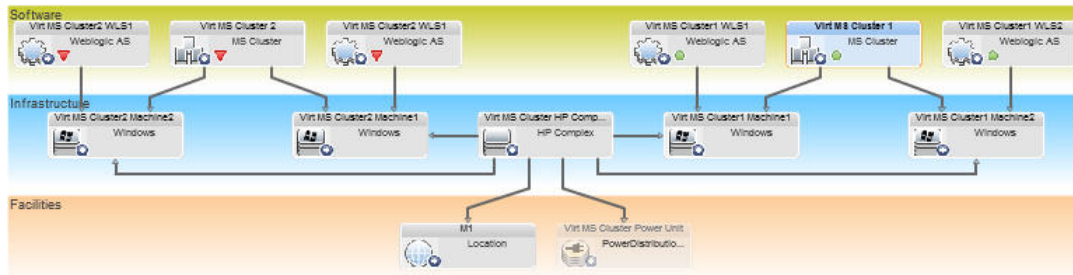 Software
Virt MS Cluster2 WLS1
Weblogic AS
Virt MS Cluster 2
MS Cluster
Virt MS Cluster2 WLS1
Weblogic AS
Virt MS Cluster1 WLS1
Weblogic AS
Virt MS Cluster 1
MS Cluster
Virt MS Cluster1 WLS2
Weblogic AS
Infrastructure
Virt MS Cluster2 Machine2
Windows
Virt MS Cluster2 Machine1
Windows
Virt MS Cluster HP Comp...
HP Complex
Virt MS Cluster1 Machine1
Windows
Virt MS Cluster1 Machine2
Windows
Facilities
M1
Location
Virt MS Cluster Power Unit
PowerDistributio...